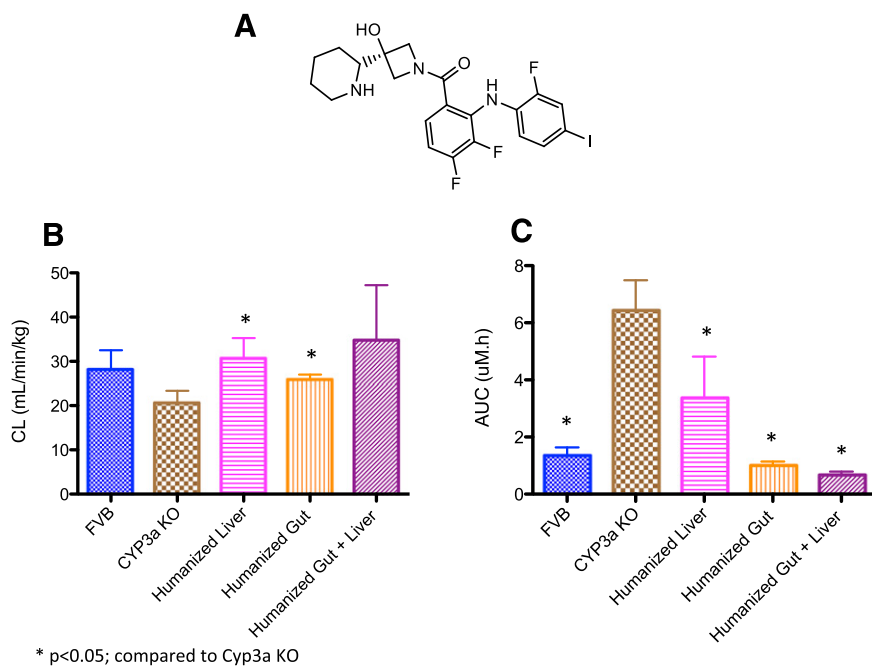 A
HO
NH
N
O
H
N
F
I
F
F
B
CL (mL/min/kg)
50
40
30
20
10
0
*
*
FVB
CYP3a KO
Humanized Liver
Humanized Gut
Humanized Gut + Liver
C
AUC (uM.h)
8
6
4
2
0
*
*
*
*
FVB
CYP3a KO
Humanized Liver
Humanized Gut
Humanized Gut + Liver
* p<0.05; compared to Cyp3a KO